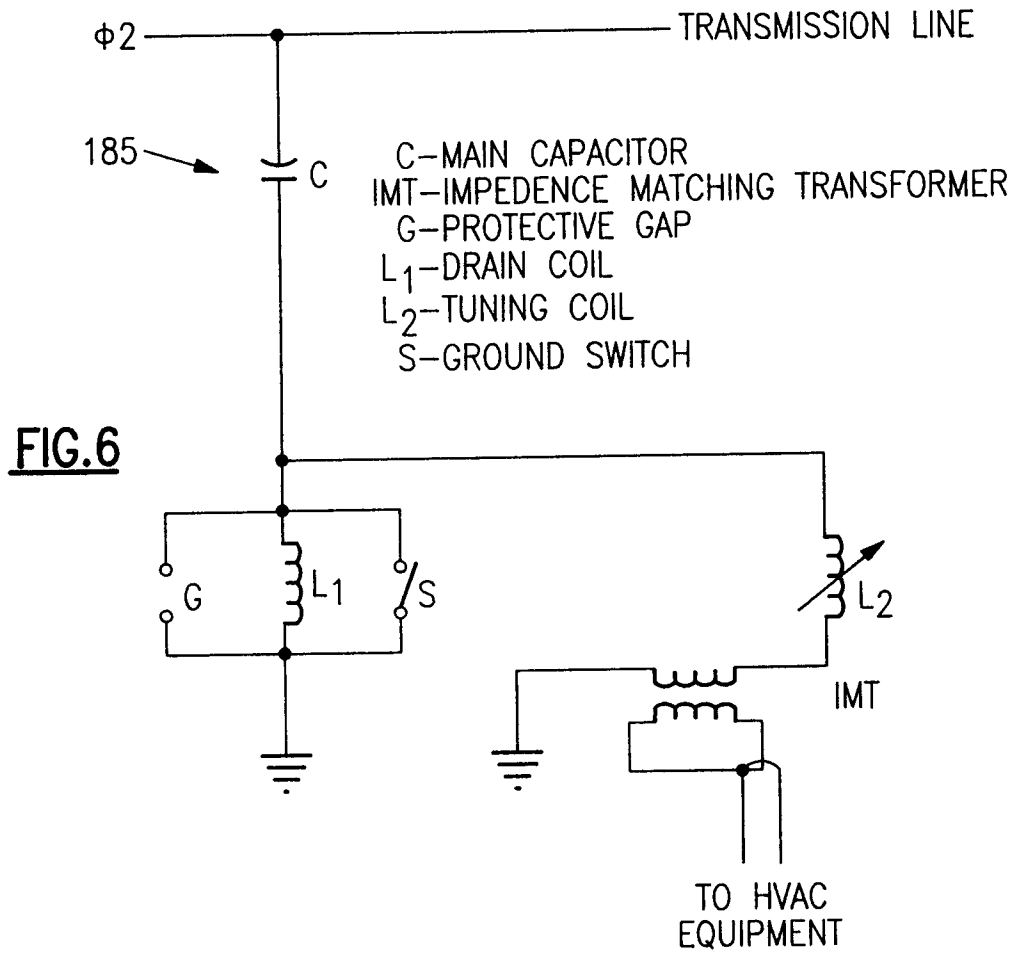 Φ2
TRANSMISSION LINE
185
C
C-MAIN CAPACITOR
IMT-IMPEDENCE MATCHING TRANSFORMER
G-PROTECTIVE GAP
L1-DRAIN COIL
L2-TUNING COIL
S-GROUND SWITCH
FIG.6
G
L1
S
L2
IMT
TO HVAC
EQUIPMENT